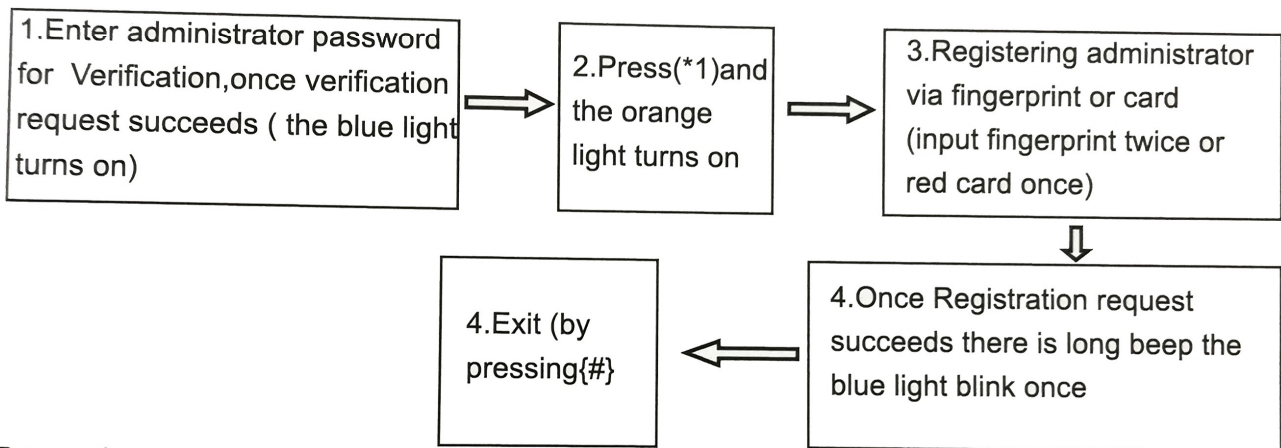 1.Enter administrator password
for Verification,once verification
request succeeds ( the blue light
turns on)
2.Press(*1)and
the orange
light turns on
3.Registering administrator
via fingerprint or card
(input fingerprint twice or
red card once)
4.Once Registration request
succeeds there is long beep the
blue light blink once
4.Exit (by
pressing{#}